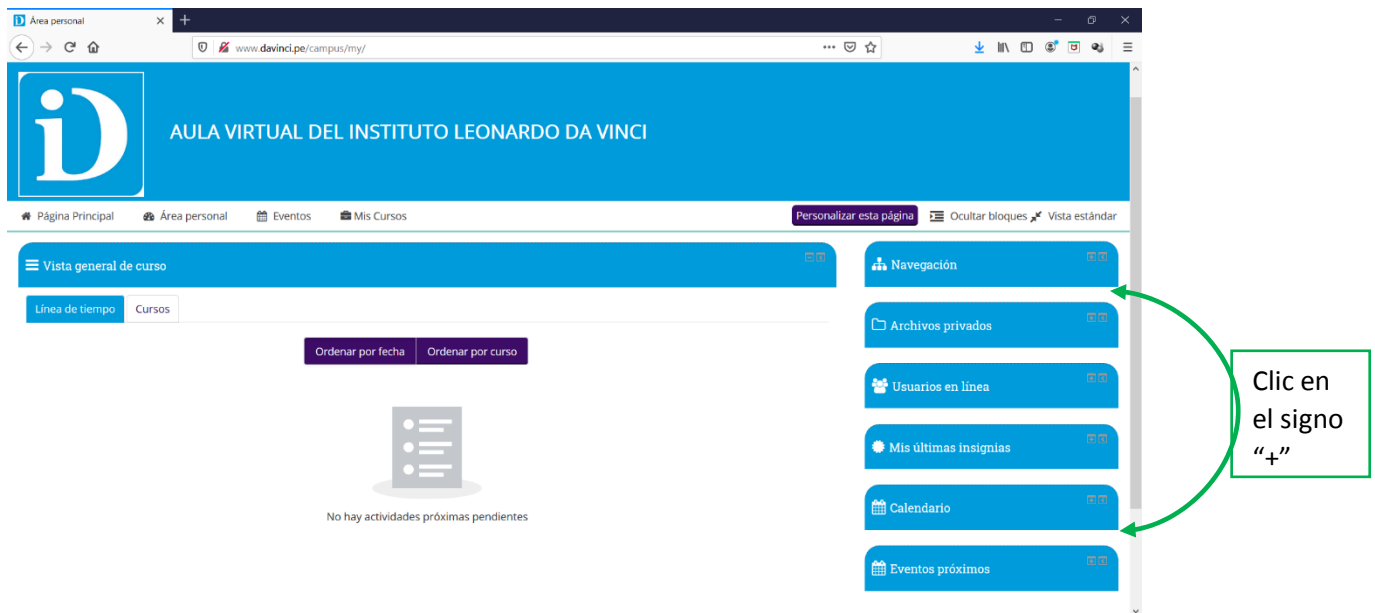 Área personal
www.davinci.pe/campus/my/
iD
AULA VIRTUAL DEL INSTITUTO LEONARDO DA VINCI
Página Principal Área personal Eventos Mis Cursos Personalizar esta página Ocultar bloques Vista estándar
Vista general de curso
Línea de tiempo Cursos
Ordenar por fecha Ordenar por curso
No hay actividades próximas pendientes
Navegación
Archivos privados
Usuarios en línea
Mis últimas insignias
Calendario
Eventos próximos
Clic en
el signo
“+”